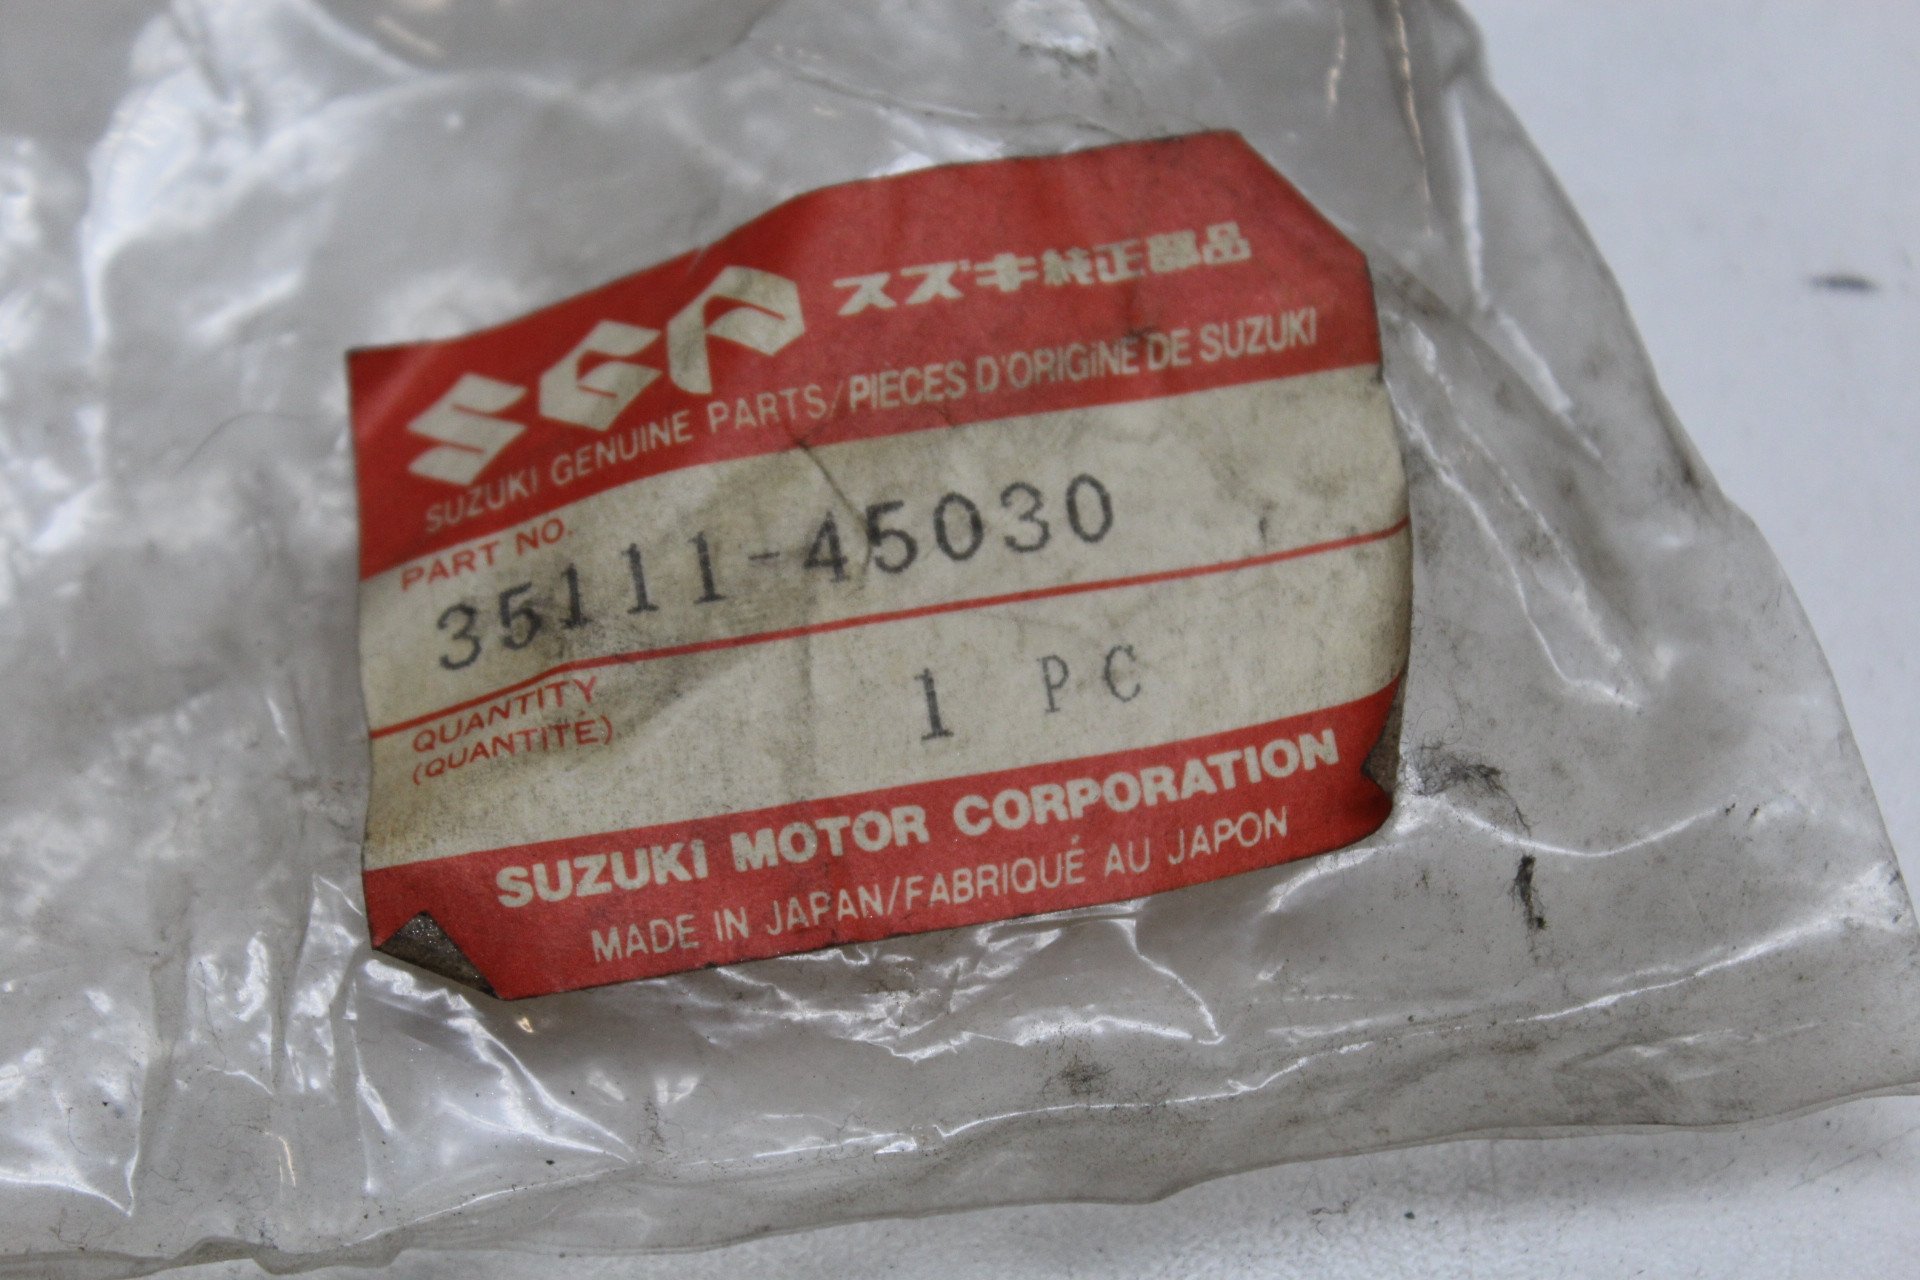 SGP スズキ純正部品
SUZUKI GENUINE PARTS/PIÈCES D'ORIGINE DE SUZUKI
PART NO.
35111-45030
QUANTITY
(QUANTITÉ)
1 PC
SUZUKI MOTOR CORPORATION
MADE IN JAPAN/FABRIQUÉ AU JAPON